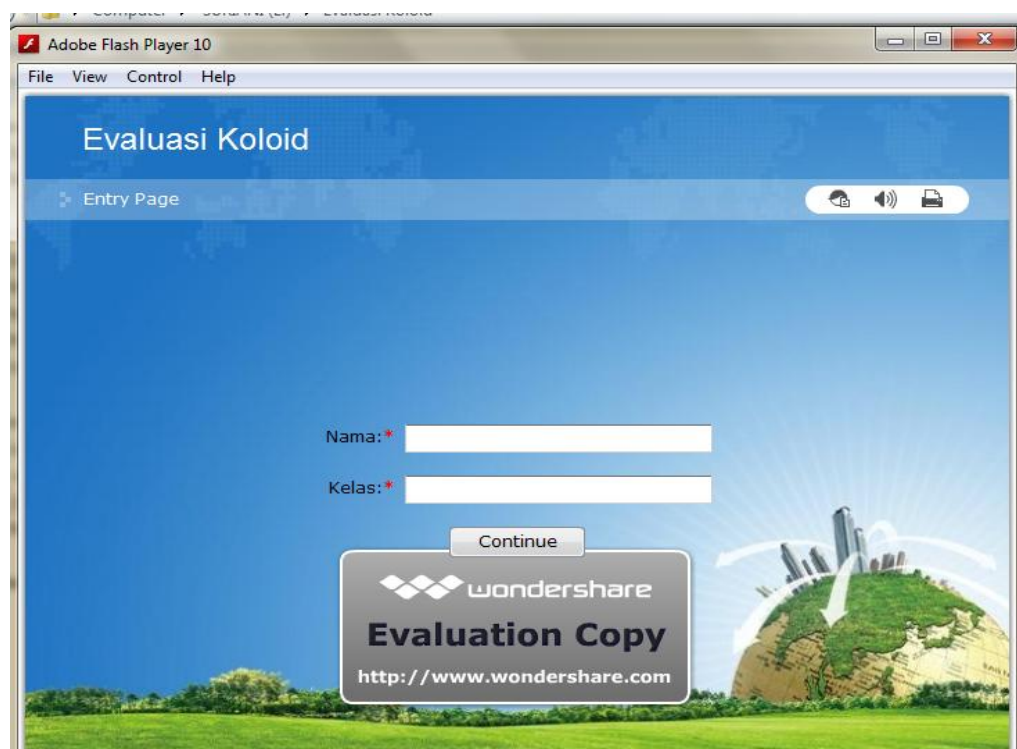 Adobe Flash Player 10
File View Control Help
Evaluasi Koloid
Entry Page
Nama:*
Kelas:*
Continue
wondershare
Evaluation Copy
http://www.wondershare.com